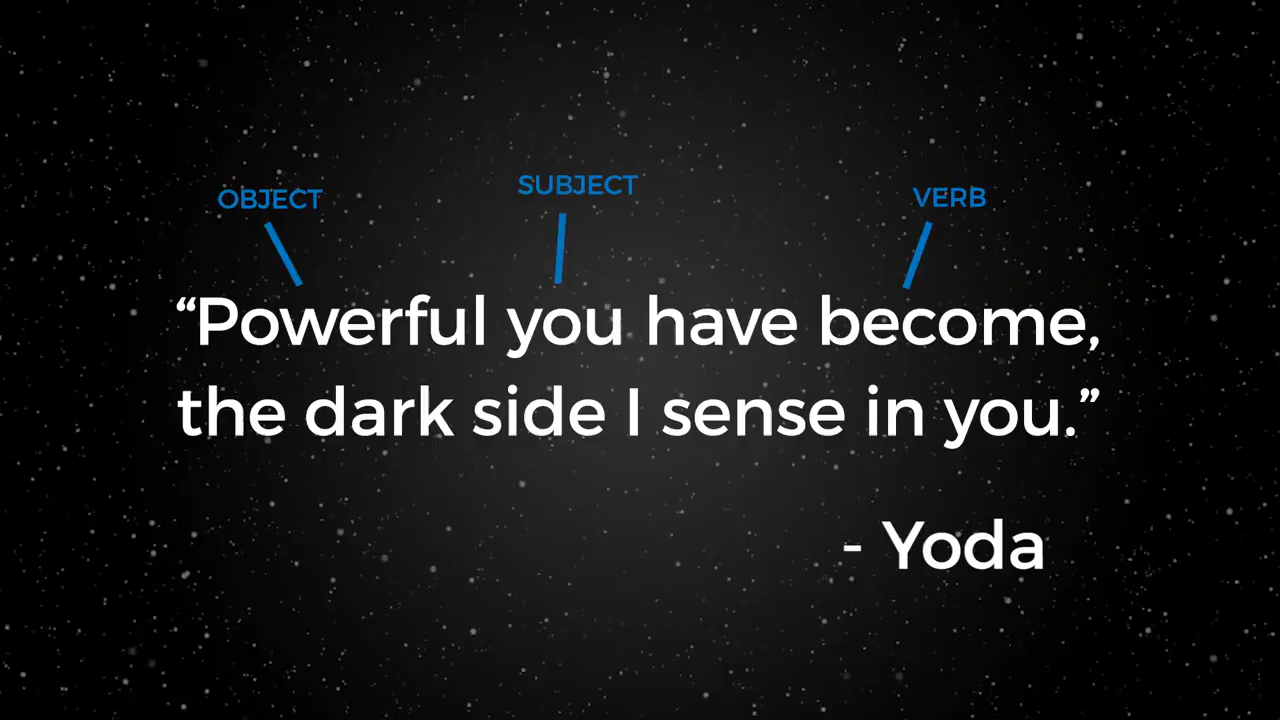 OBJECT SUBJECT VERB
“Powerful you have become,
the dark side I sense in you.”
- Yoda